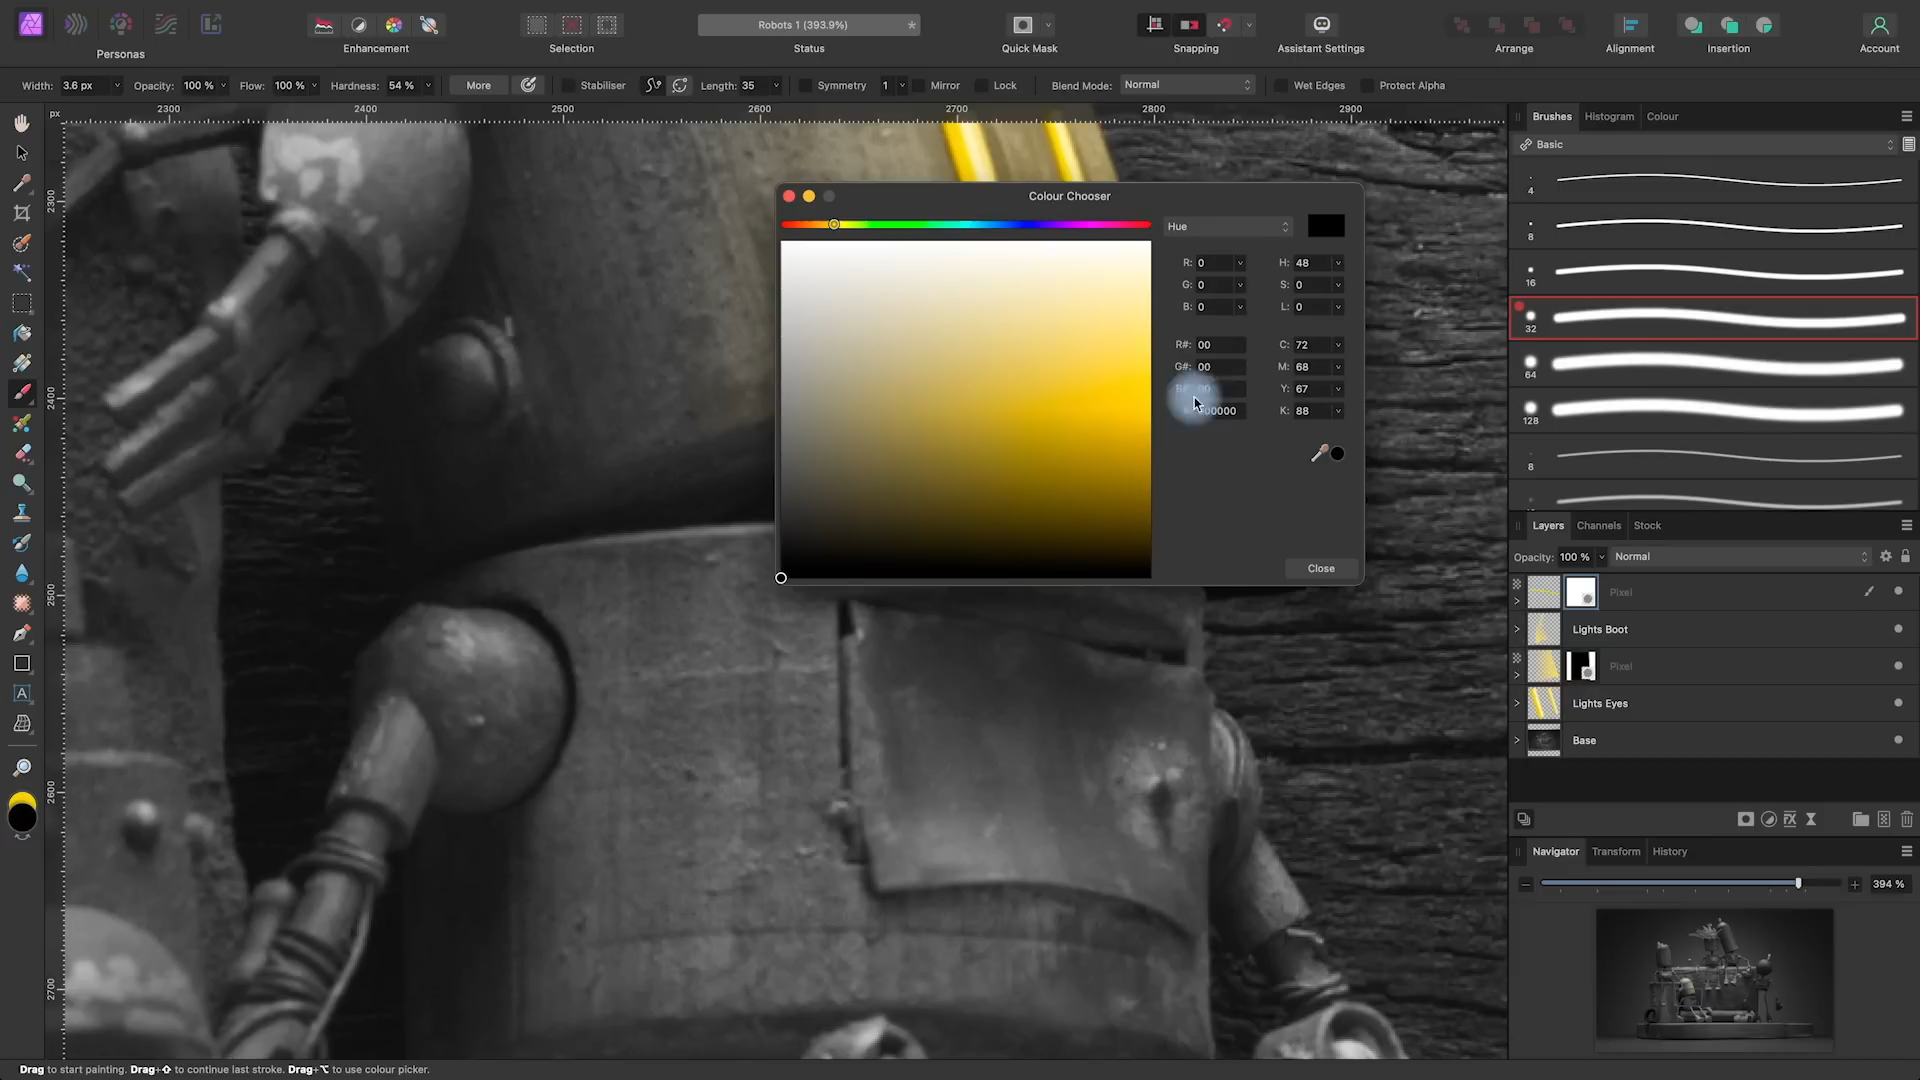 Robots 1 (393.9%)
*
Personas
Enhancement
Selection
Status
Quick Mask
Snapping
Assistant Settings
Arrange
Alignment
Insertion
Account
Width: 3.6 px
Opacity: 100 %
Flow: 100 %
Hardness: 54 %
More
Stabiliser
Length: 35
Symmetry 1
Mirror
Lock
Blend Mode: Normal
Wet Edges
Protect Alpha
px
2300
2400
2500
2600
2700
2800
2900
2300
2400
2500
2600
2700
Colour Chooser
Hue
R: 0
H: 48
G: 0
S: 0
B: 0
L: 0
R#: 00
C: 72
G#: 00
M: 68
Y: 67
K: 88
Close
Brushes
Histogram
Colour
Basic
4
8
16
32
64
128
8
Layers
Channels
Stock
Opacity: 100 %
Normal
Pixel
Lights Boot
Pixel
Lights Eyes
Base
Navigator
Transform
History
394 %
Drag to start painting. Drag+⇧ to continue last stroke. Drag+⌥ to use colour picker.